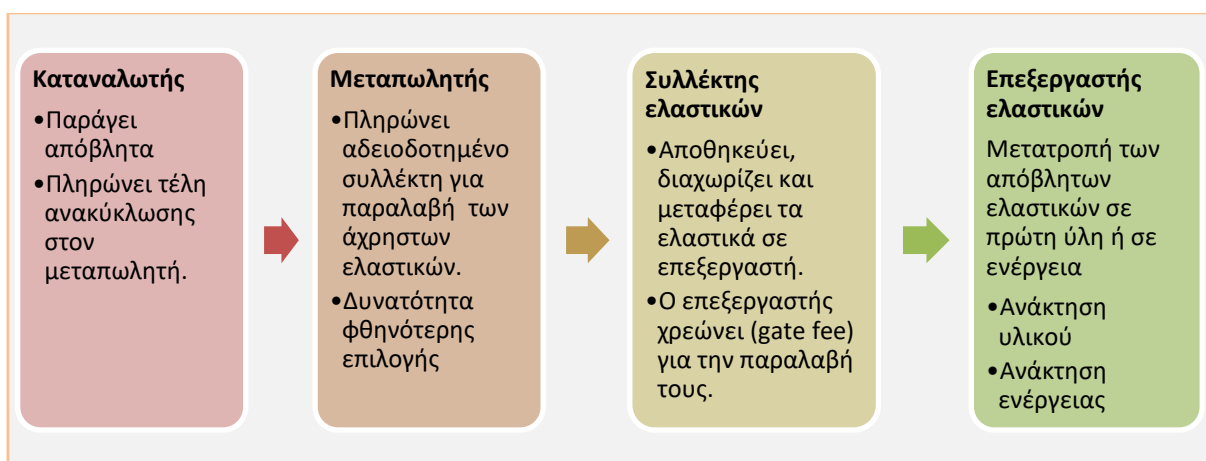 Καταναλωτής
•Παράγει
απόβλητα
•Πληρώνει τέλη
ανακύκλωσης
στον
μεταπωλητή.
Μεταπωλητής
•Πληρώνει
αδειοδοτημένο
συλλέκτη για
παραλαβή των
άχρηστων
ελαστικών.
•Δυνατότητα
φθηνότερης
επιλογής
Συλλέκτης
ελαστικών
•Αποθηκεύει,
διαχωρίζει και
μεταφέρει τα
ελαστικά σε
επεξεργαστή.
•Ο επεξεργαστής
χρεώνει (gate fee)
για την παραλαβή
τους.
Επεξεργαστής
ελαστικών
Μετατροπή των
απόβλητων
ελαστικών σε
πρώτη ύλη ή σε
ενέργεια
•Ανάκτηση
υλικού
•Ανάκτηση
ενέργειας